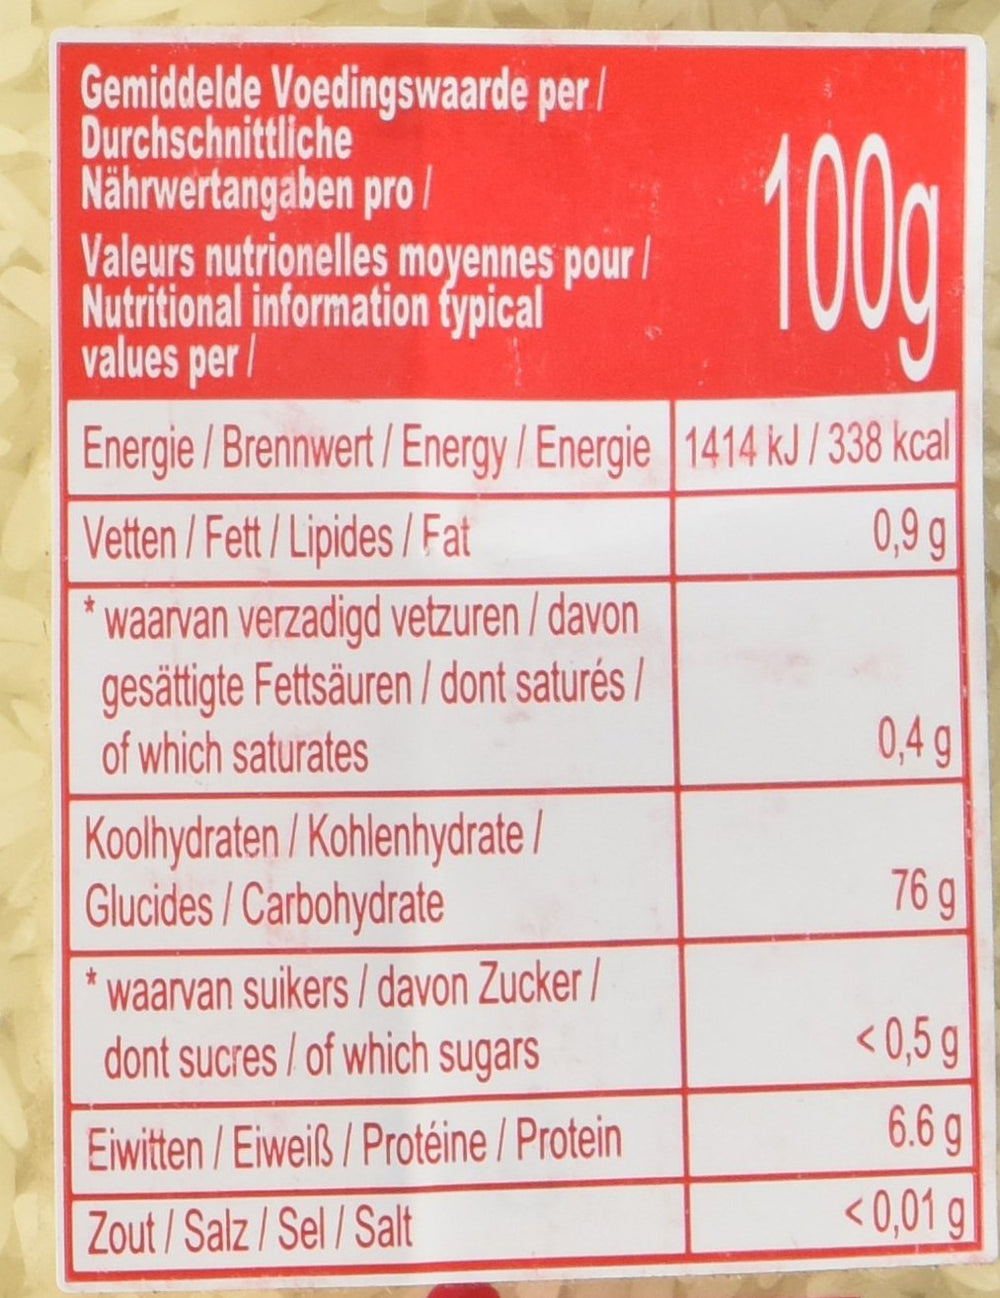 Gemiddelde Voedingswaarde per /
Durchschnittliche
Nährwertangaben pro /
Valeurs nutrionelles moyennes pour /
Nutritional information typical
values per /
100g
Energie / Brennwert / Energy / Energie 1414 kJ / 338 kcal
Vetten / Fett / Lipides / Fat 0,9 g
* waarvan verzadigd vetzuren / davon
gesättigte Fettsäuren / dont saturés /
of which saturates 0,4 g
Koolhydraten / Kohlenhydrate /
Glucides / Carbohydrate 76 g
* waarvan suikers / davon Zucker /
dont sucres / of which sugars < 0,5 g
Eiwitten / Eiweiß / Protéine / Protein 6.6 g
Zout / Salz / Sel / Salt < 0,01 g